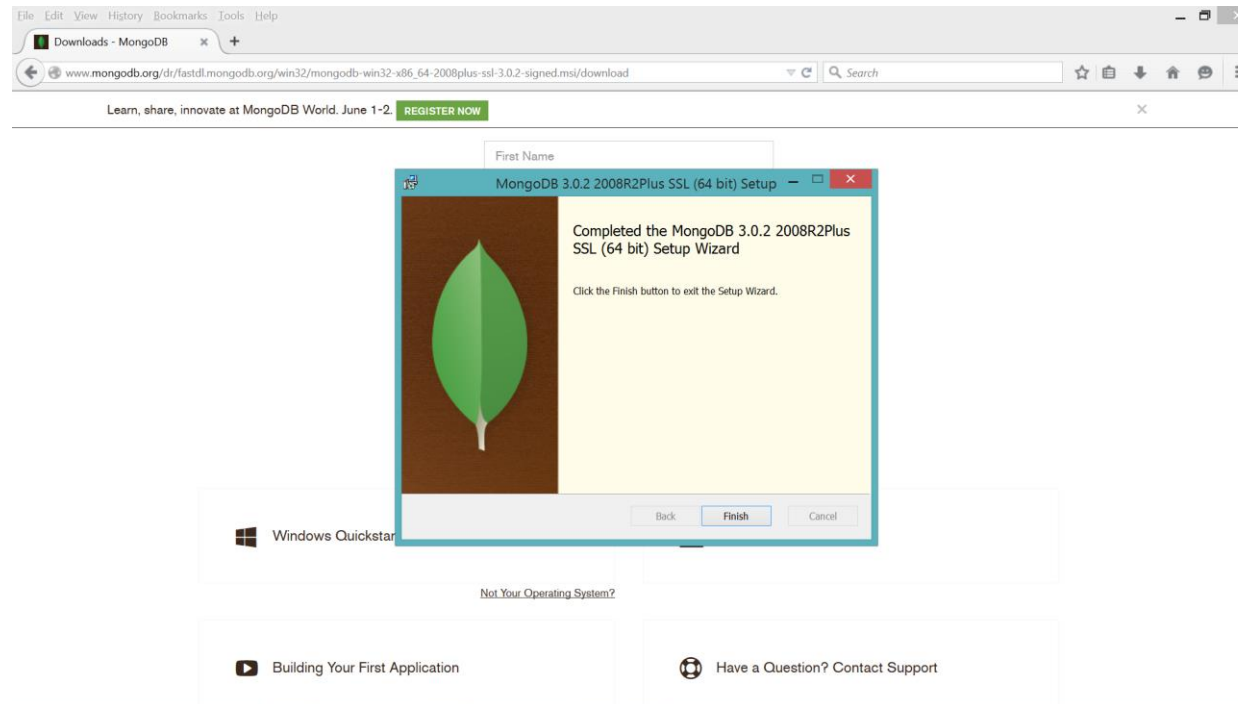 File Edit View History Bookmarks Tools Help
Downloads - MongoDB
www.mongodb.org/dr/fastdl.mongodb.org/win32/mongodb-win32-x86_64-2008plus-ssl-3.0.2-signed.msi/download
Search
Learn, share, innovate at MongoDB World. June 1-2. REGISTER NOW
First Name
MongoDB 3.0.2 2008R2Plus SSL (64 bit) Setup
Completed the MongoDB 3.0.2 2008R2Plus
SSL (64 bit) Setup Wizard
Click the Finish button to exit the Setup Wizard.
Back Finish Cancel
Windows Quickstar
Not Your Operating System?
Building Your First Application
Have a Question? Contact Support